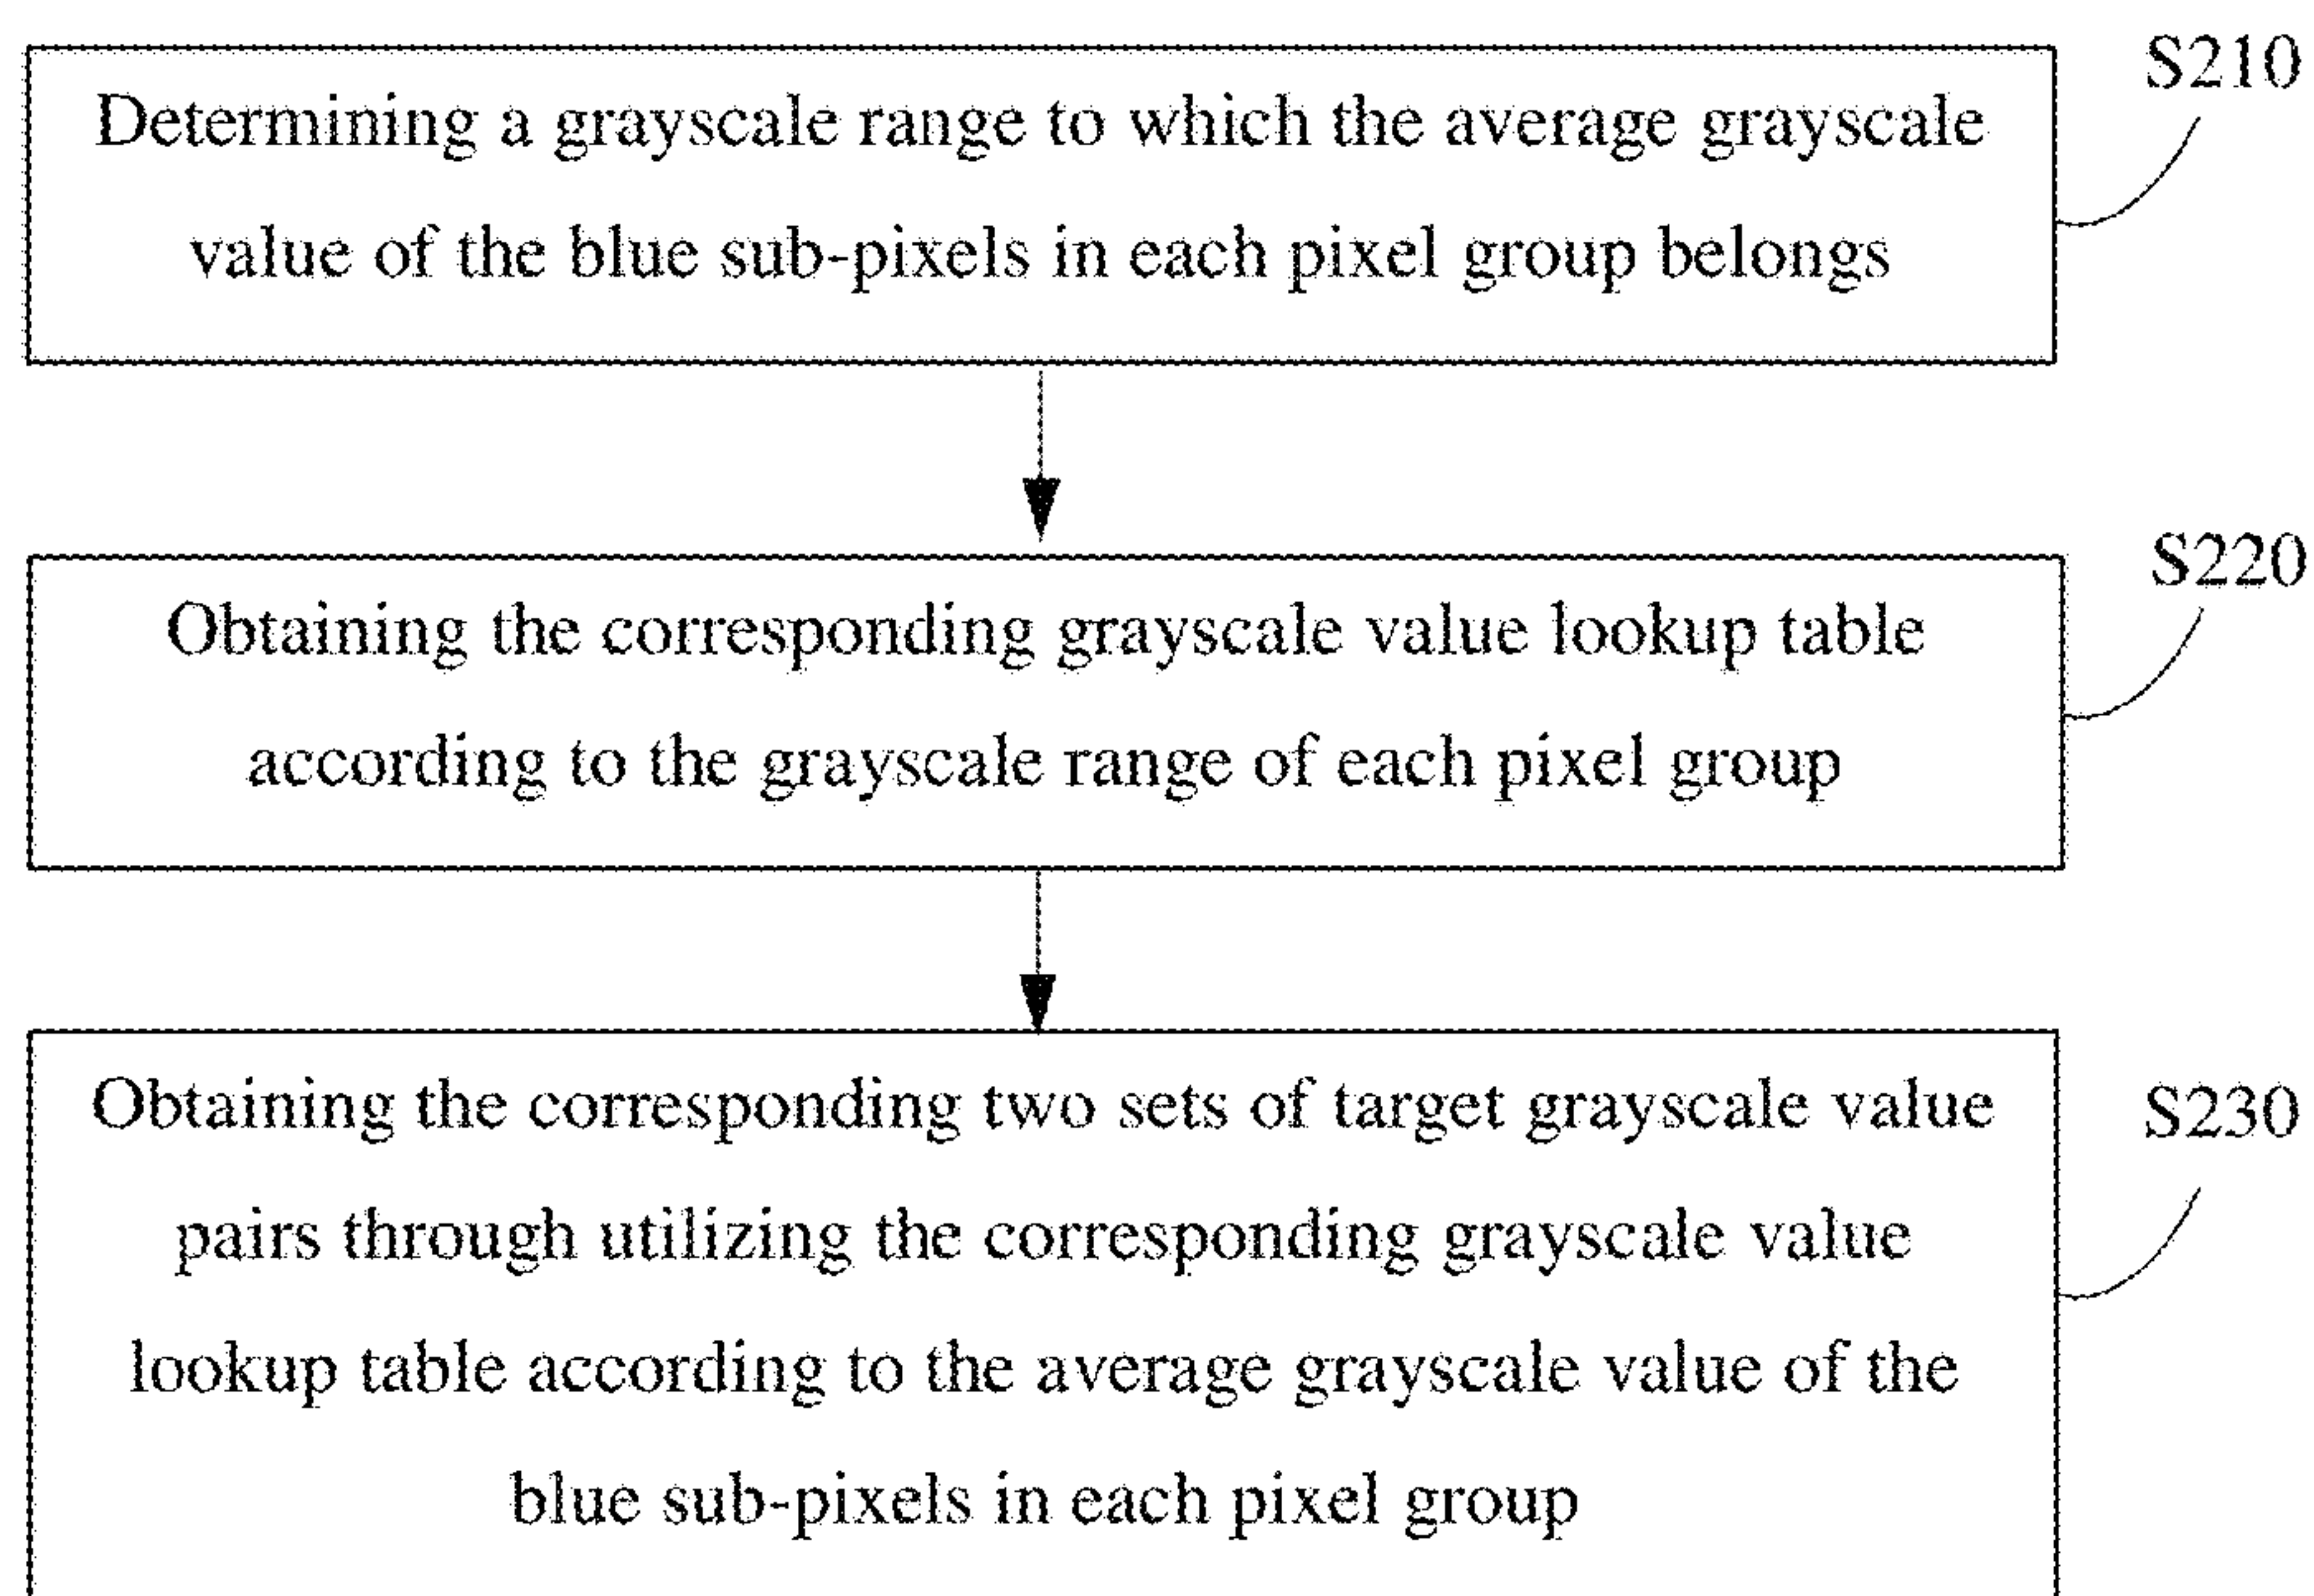 S210
Determining a grayscale range to which the average grayscale
value of the blue sub-pixels in each pixel group belongs
S220
Obtaining the corresponding grayscale value lookup table
according to the grayscale range of each pixel group
S230
Obtaining the corresponding two sets of target grayscale value
pairs through utilizing the corresponding grayscale value
lookup table according to the average grayscale value of the
blue sub-pixels in each pixel group